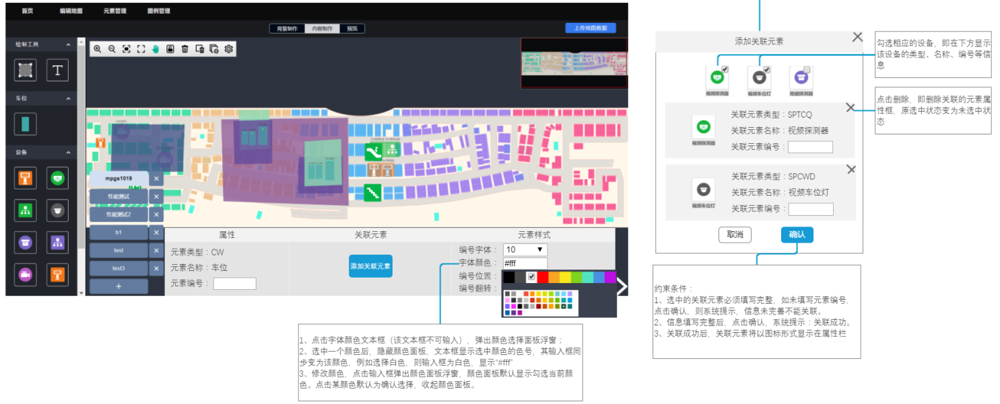 首页 编辑地图 元素管理 图例管理
背景制作 内容制作 预览 上传地图数据
绘制工具
T
车位
设备
mpgs1019 ×
性能测试 ×
性能测试2 ×
b1 ×
test ×
test3 ×
+
属性 关联元素 元素样式
元素类型：CW
元素名称：车位
元素编号：
添加关联元素
编号字体： 10 ▼
字体颜色： #fff
编号位置：
编号翻转：
1、点击字体颜色文本框（该文本框不可输入），弹出颜色选择面板浮窗；
2、选中一个颜色后，隐藏颜色面板，文本框显示选中颜色的色号，其输入框同
步变为该颜色，例如选择白色，则输入框为白色，显示“#fff”
3、修改颜色，点击输入框弹出颜色面板浮窗，颜色面板默认显示勾选当前颜
色。点击某颜色默认为确认选择，收起颜色面板。
添加关联元素
视频探测器 视频车位灯 地磁探测器
视频探测器
关联元素类型：SPTCQ
关联元素名称：视频探测器
关联元素编号：
视频车位灯
关联元素类型：SPCWD
关联元素名称：视频车位灯
关联元素编号：
取消 确认
勾选相应的设备，即在下方显示
该设备的类型、名称、编号等信
息
点击删除，即删除关联的元素属
性框，原选中状态变为未选中状
态
约束条件：
1、选中的关联元素必须填写完整，如未填写元素编号，
点击确认，则系统提示，信息未完善不能关联。
2、信息填写完整后，点击确认，系统提示：关联成功。
3、关联成功后，关联元素将以图标形式显示在属性栏